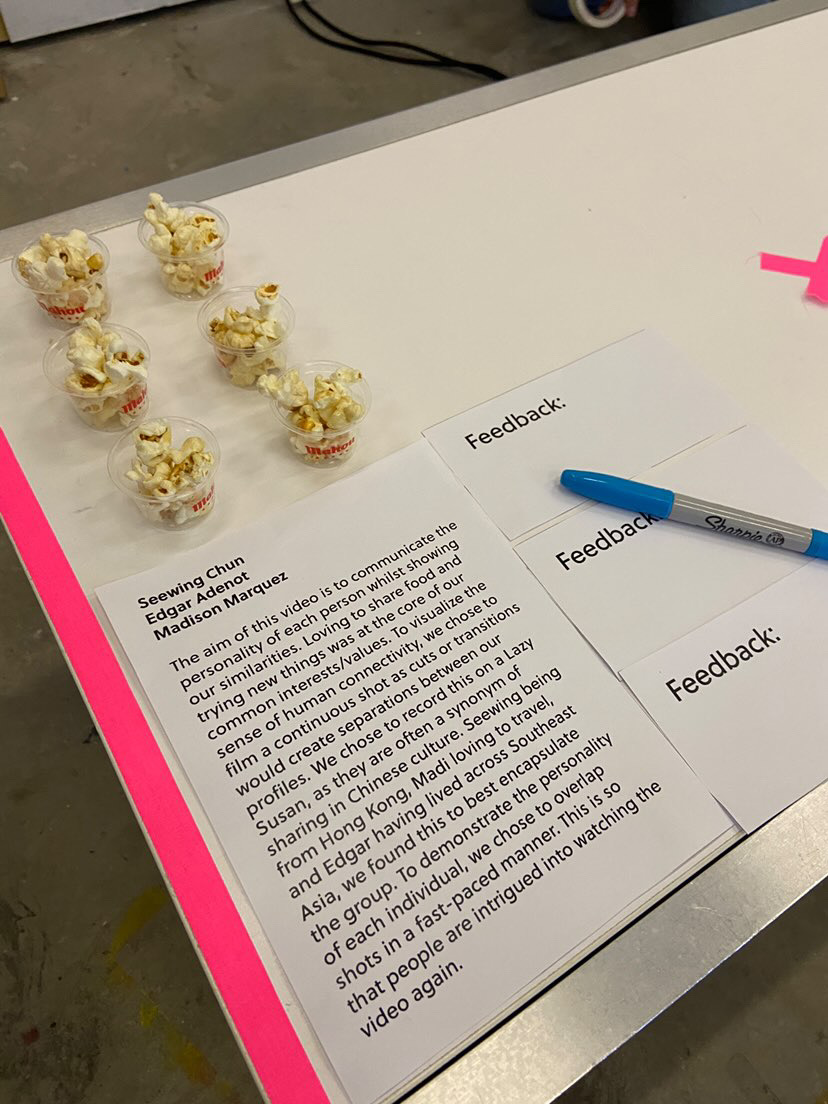 Mahou
Mahou
Mahou
Mahou
Mahou
Seewing Chun
Edgar Adenot
Madison Marquez
The aim of this video is to communicate the
personality of each person whilst showing
our similarities. Loving to share food and
trying new things was at the core of our
common interests/values. To visualize the
sense of human connectivity, we chose to
film a continuous shot as cuts or transitions
would create separations between our
profiles. We chose to record this on a Lazy
Susan, as they are often a synonym of
sharing in Chinese culture. Seewing being
from Hong Kong, Madi loving to travel,
and Edgar having lived across Southeast
Asia, we found this to best encapsulate
the group. To demonstrate the personality
of each individual, we chose to overlap
shots in a fast-paced manner. This is so
that people are intrigued into watching the
video again.
Feedback:
Feedback
Feedback:
Sharpie